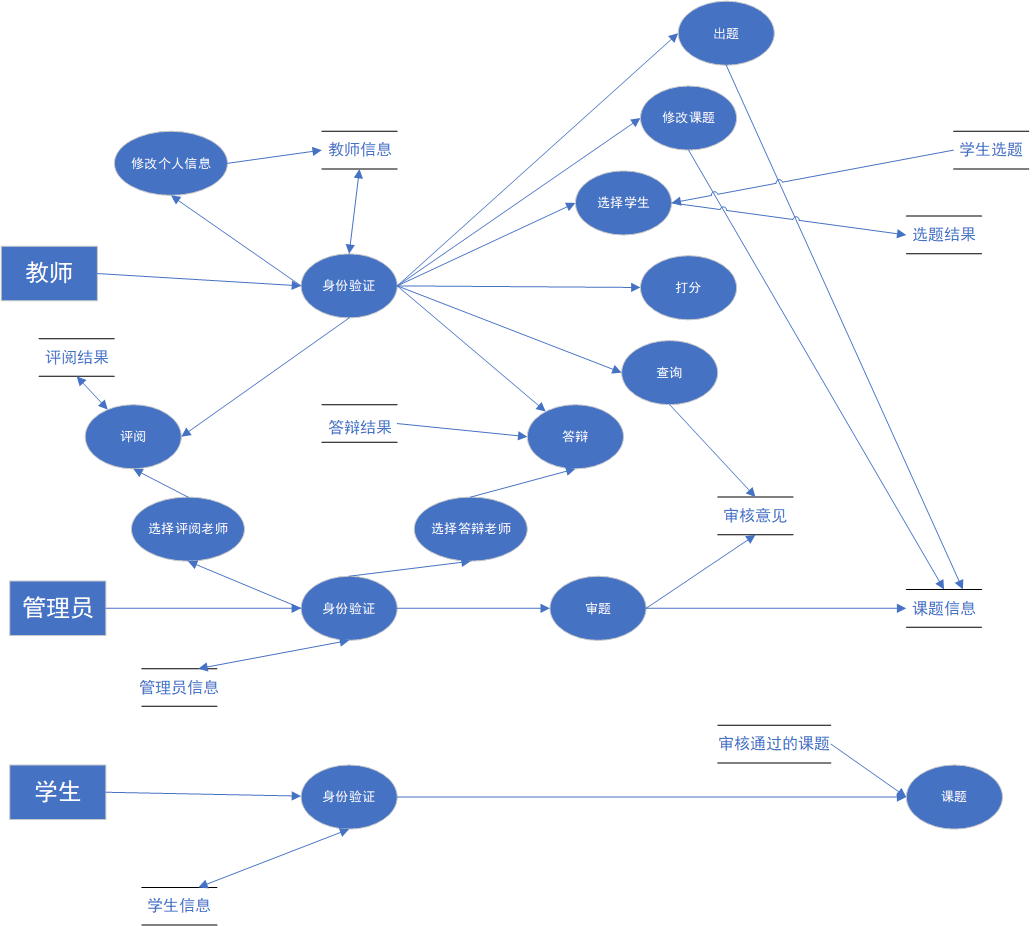 出题
修改课题
学生选题
教师信息
修改个人信息
选择学生
选题结果
教师
身份验证
打分
评阅结果
查询
答辩结果
评阅
答辩
审核意见
选择评阅老师
选择答辩老师
管理员
身份验证
审题
课题信息
管理员信息
审核通过的课题
学生
身份验证
课题
学生信息